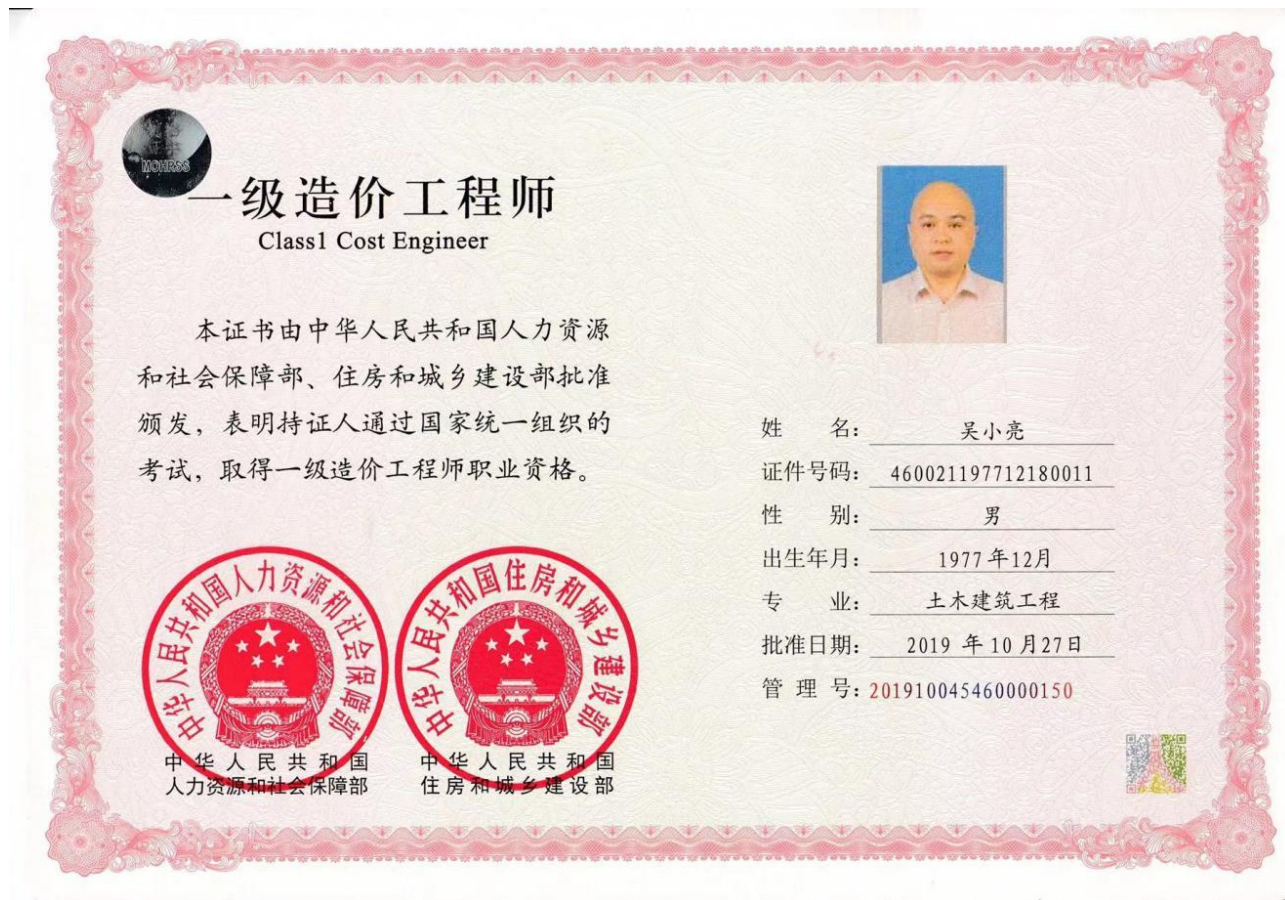 MOHRSS
一级造价工程师
Class1 Cost Engineer
本证书由中华人民共和国人力资源
和社会保障部、住房和城乡建设部批准
颁发，表明持证人通过国家统一组织的
考试，取得一级造价工程师职业资格。
中华人民共和国人力资源和社会保障部
中华人民共和国住房和城乡建设部
中华人民共和国
人力资源和社会保障部
中华人民共和国
住房和城乡建设部
姓 名： 吴小亮
证件号码： 460021197712180011
性 别： 男
出生年月： 1977年12月
专 业： 土木建筑工程
批准日期： 2019 年 10 月27日
管 理 号：201910045460000150